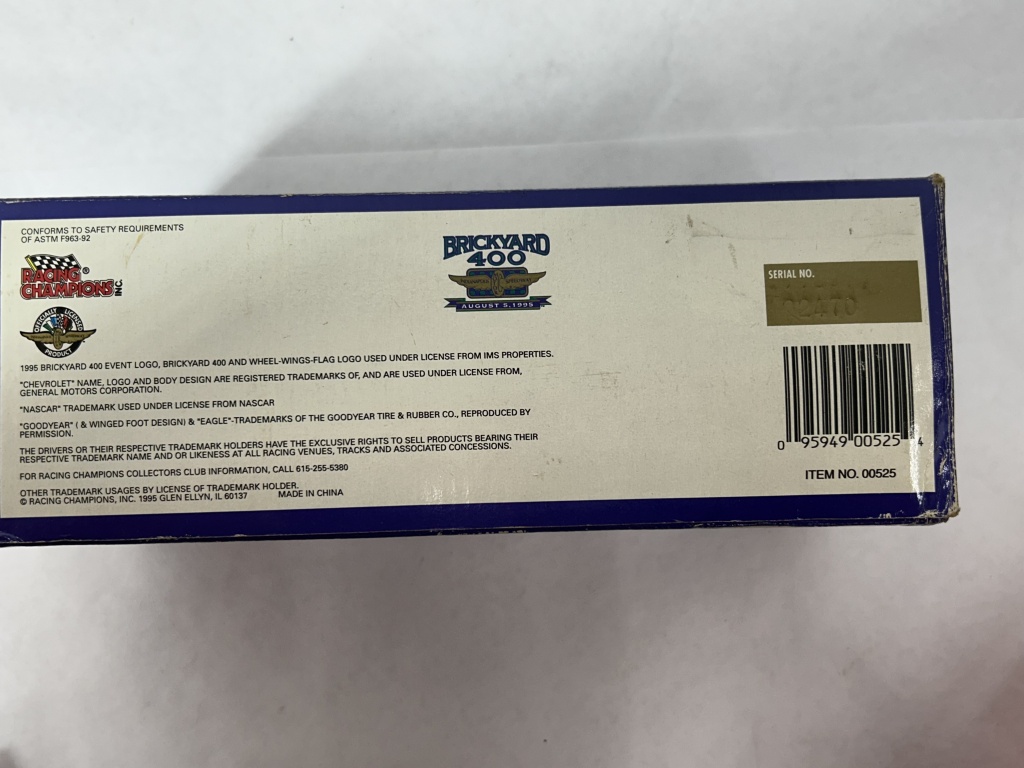 CONFORMS TO SAFETY REQUIREMENTS
OF ASTM F963-92
RACING ®
CHAMPIONS INC.
OFFICIALLY LICENSED
PRODUCT
BRICKYARD
400
INDIANAPOLIS SPEEDWAY
AUGUST 5, 1995
SERIAL NO.
02470
1995 BRICKYARD 400 EVENT LOGO, BRICKYARD 400 AND WHEEL-WINGS-FLAG LOGO USED UNDER LICENSE FROM IMS PROPERTIES.
"CHEVROLET" NAME, LOGO AND BODY DESIGN ARE REGISTERED TRADEMARKS OF, AND ARE USED UNDER LICENSE FROM,
GENERAL MOTORS CORPORATION.
"NASCAR" TRADEMARK USED UNDER LICENSE FROM NASCAR
"GOODYEAR" ( & WINGED FOOT DESIGN) & "EAGLE"-TRADEMARKS OF THE GOODYEAR TIRE & RUBBER CO., REPRODUCED BY
PERMISSION.
THE DRIVERS OR THEIR RESPECTIVE TRADEMARK HOLDERS HAVE THE EXCLUSIVE RIGHTS TO SELL PRODUCTS BEARING THEIR
RESPECTIVE TRADEMARK NAME AND OR LIKENESS AT ALL RACING VENUES, TRACKS AND ASSOCIATED CONCESSIONS.
FOR RACING CHAMPIONS COLLECTORS CLUB INFORMATION, CALL 615-255-5380
OTHER TRADEMARK USAGES BY LICENSE OF TRADEMARK HOLDER.
© RACING CHAMPIONS, INC. 1995 GLEN ELLYN, IL 60137 MADE IN CHINA
0 95949 00525 4
ITEM NO. 00525